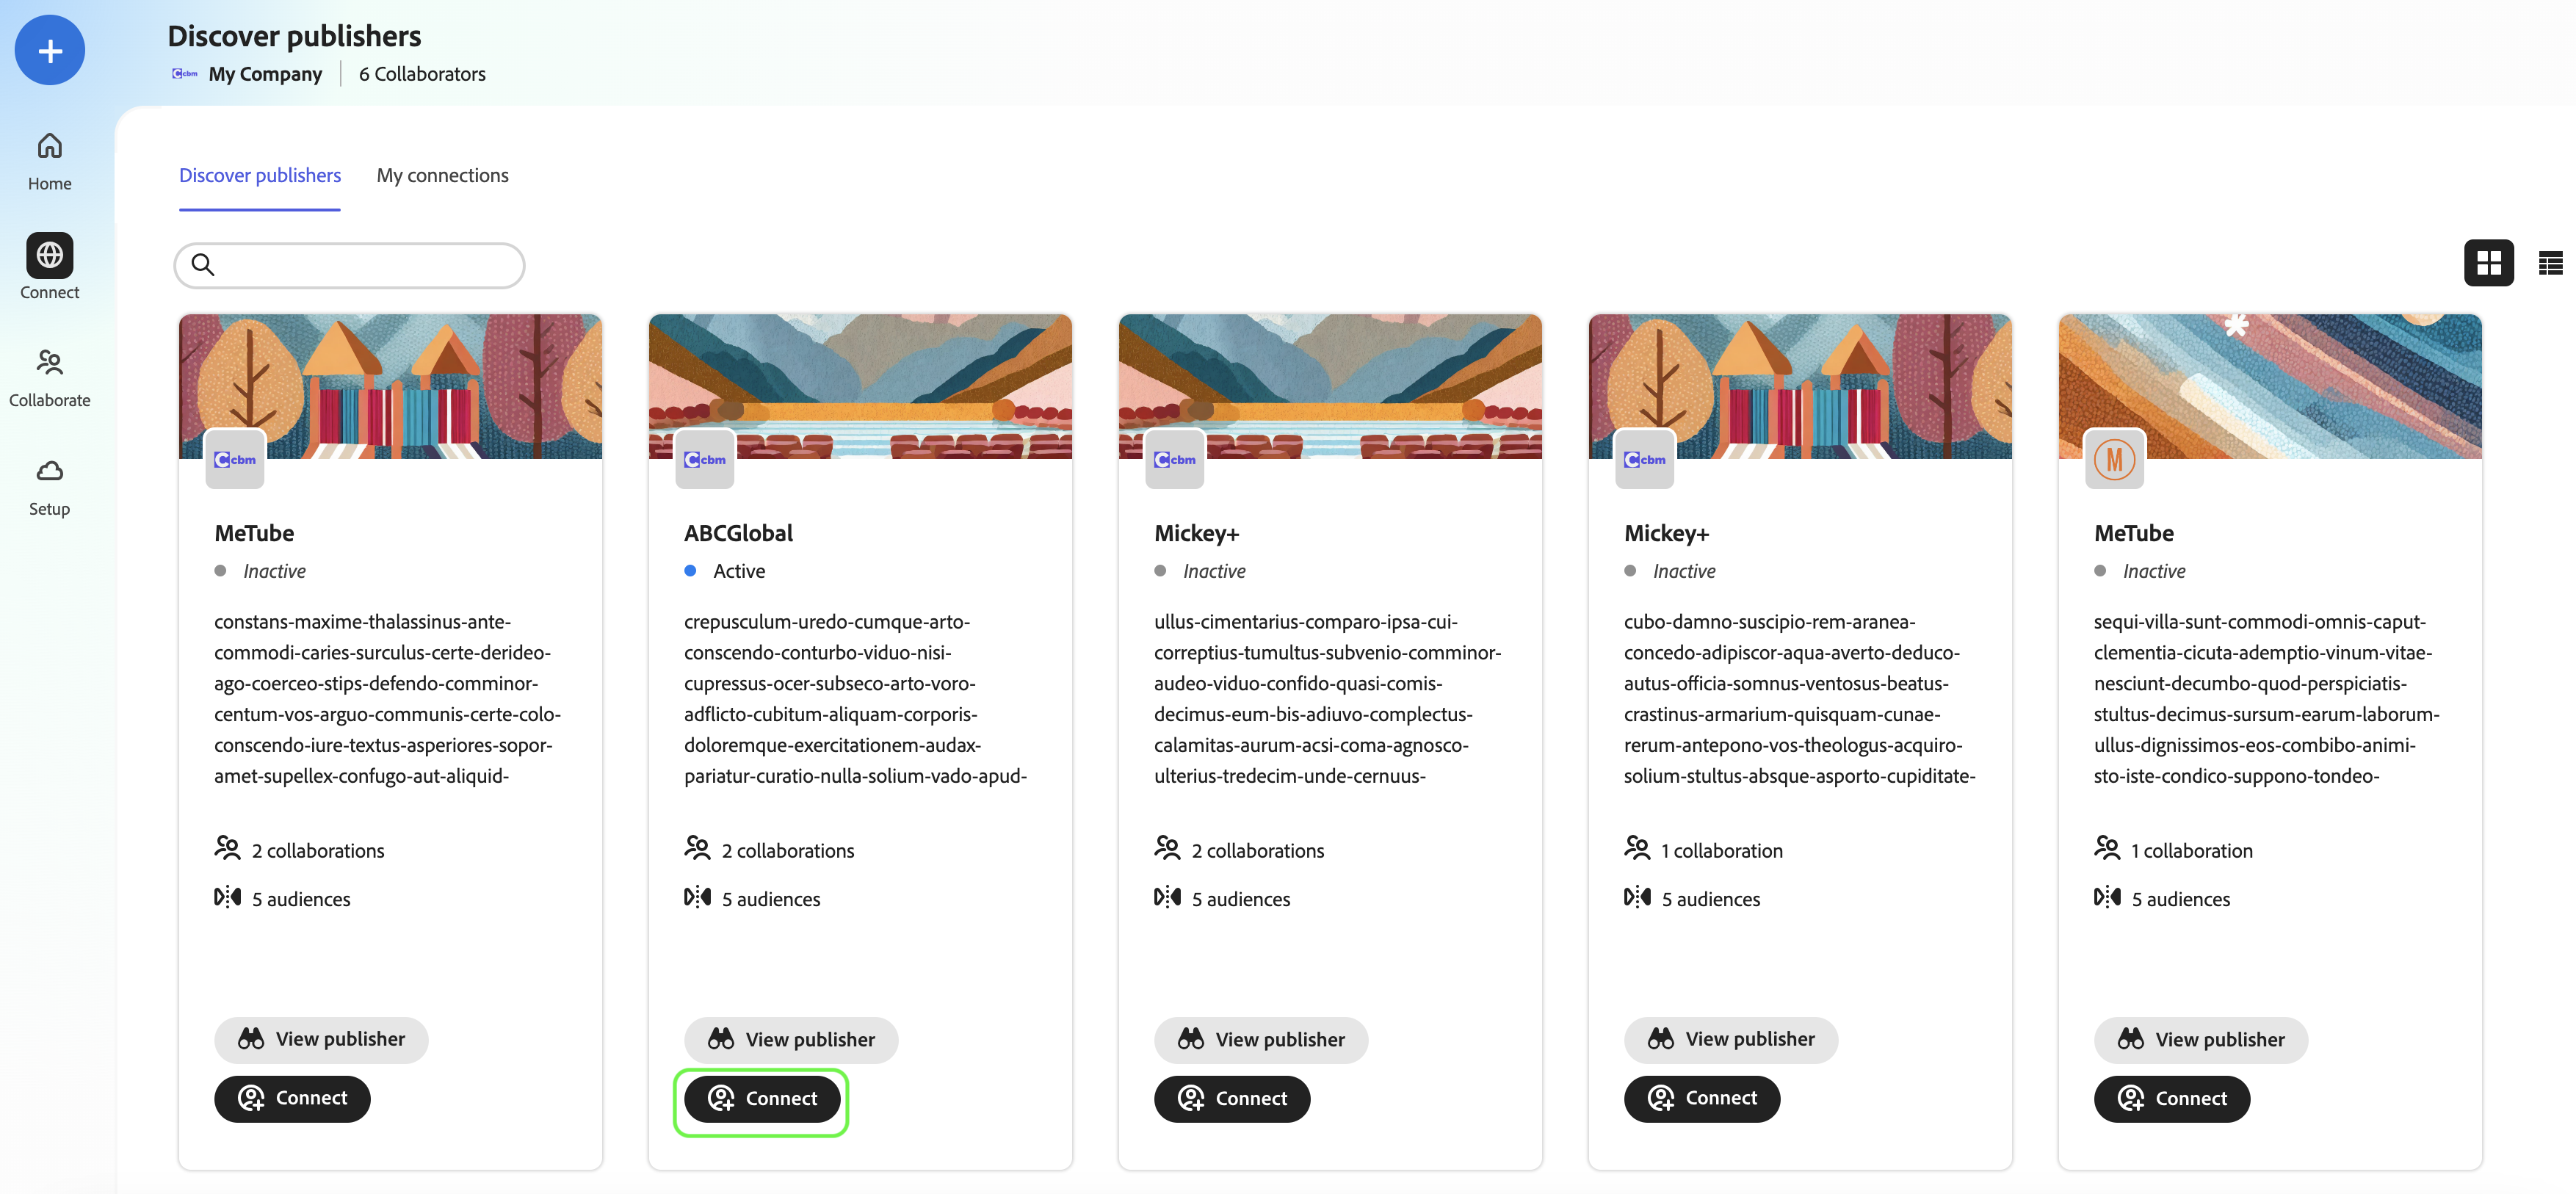 Discover publishers
Ccbm My Company 6 Collaborators
Home
Connect
Collaborate
Setup
Discover publishers My connections
Ccbm
MeTube
Inactive
constans-maxime-thalassinus-ante-
commodi-caries-surculus-certe-derideo-
ago-coerceo-stips-defendo-comminor-
centum-vos-arguo-communis-certe-colo-
conscendo-iure-textus-asperiores-sopor-
amet-supellex-confugo-aut-aliquid-
2 collaborations
5 audiences
View publisher
Connect
Ccbm
ABCGlobal
Active
crepusculum-uredo-cumque-arto-
conscendo-conturbo-viduo-nisi-
cupressus-ocer-subseco-arto-voro-
adflicto-cubitum-aliquam-corporis-
doloremque-exercitationem-audax-
pariatur-curatio-nulla-solium-vado-apud-
2 collaborations
5 audiences
View publisher
Connect
Ccbm
Mickey+
Inactive
ullus-cimentarius-comparo-ipsa-cui-
correptius-tumultus-subvenio-comminor-
audeo-viduo-confido-quasi-comis-
decimus-eum-bis-adiuvo-complectus-
calamitas-aurum-acsi-coma-agnosco-
ulterius-tredecim-unde-cernuus-
2 collaborations
5 audiences
View publisher
Connect
Ccbm
Mickey+
Inactive
cubo-damno-suscipio-rem-aranea-
concedo-adipiscor-aqua-averto-deduco-
autus-officia-somnus-ventosus-beatus-
crastinus-armarium-quisquam-cunae-
rerum-antepono-vos-theologus-acquiro-
solium-stultus-absque-asporto-cupiditate-
1 collaboration
5 audiences
View publisher
Connect
M
MeTube
Inactive
sequi-villa-sunt-commodi-omnis-caput-
clementia-cicuta-ademptio-vinum-vitae-
nesciunt-decumbo-quod-perspiciatis-
stultus-decimus-sursum-earum-laborum-
ullus-dignissimos-eos-combibo-animi-
sto-iste-condico-suppono-tondeo-
1 collaboration
5 audiences
View publisher
Connect